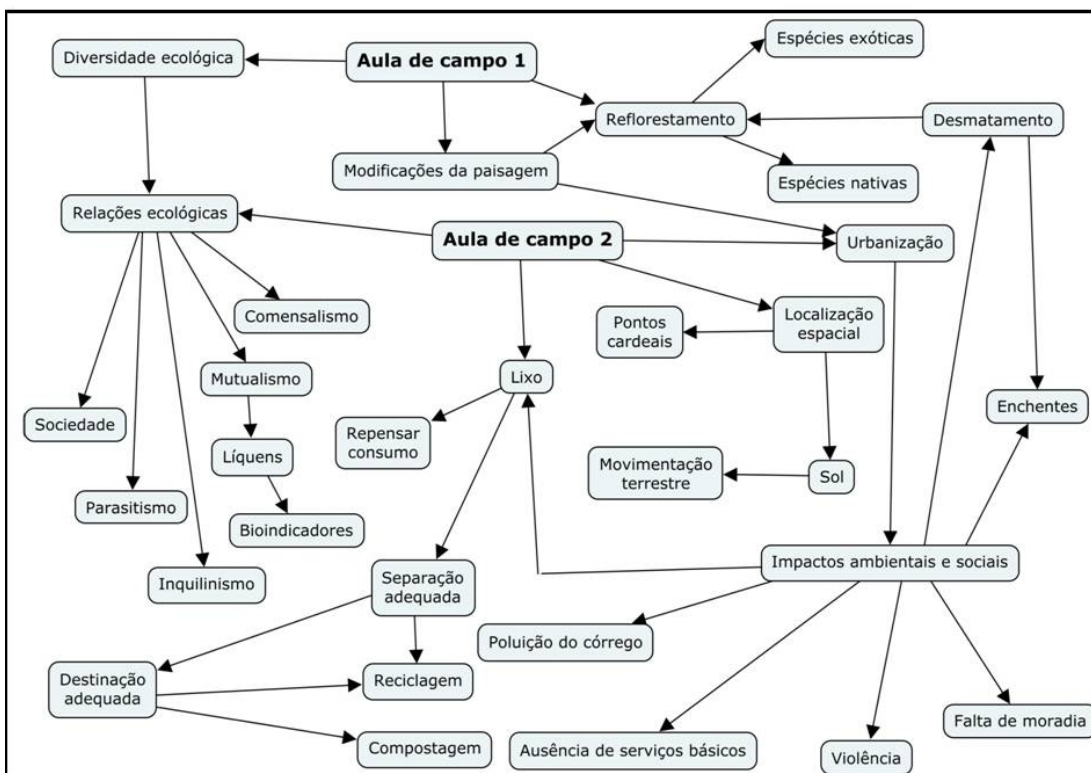 Espécies exóticas
Diversidade ecológica
Aula de campo 1
Reflorestamento
Desmatamento
Modificações da paisagem
Espécies nativas
Relações ecológicas
Aula de campo 2
Urbanização
Comensalismo
Pontos
cardeais
Localização
espacial
Mutualismo
Lixo
Sociedade
Repensar
consumo
Enchentes
Líquens
Movimentação
terrestre
Sol
Parasitismo
Bioindicadores
Inquilinismo
Separação
adequada
Impactos ambientais e sociais
Poluição do córrego
Destinação
adequada
Reciclagem
Compostagem
Ausência de serviços básicos
Violência
Falta de moradia